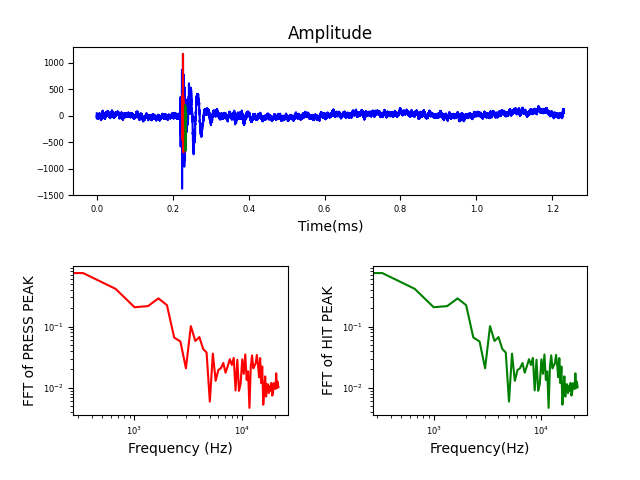 Amplitude
1000
500
0
−500
−1000
−1500
0.0 0.2 0.4 0.6 0.8 1.0 1.2
Time(ms)
FFT of PRESS PEAK
10⁻¹
10⁻²
10³ 10⁴
Frequency (Hz)
FFT of HIT PEAK
10⁻¹
10⁻²
10³ 10⁴
Frequency(Hz)